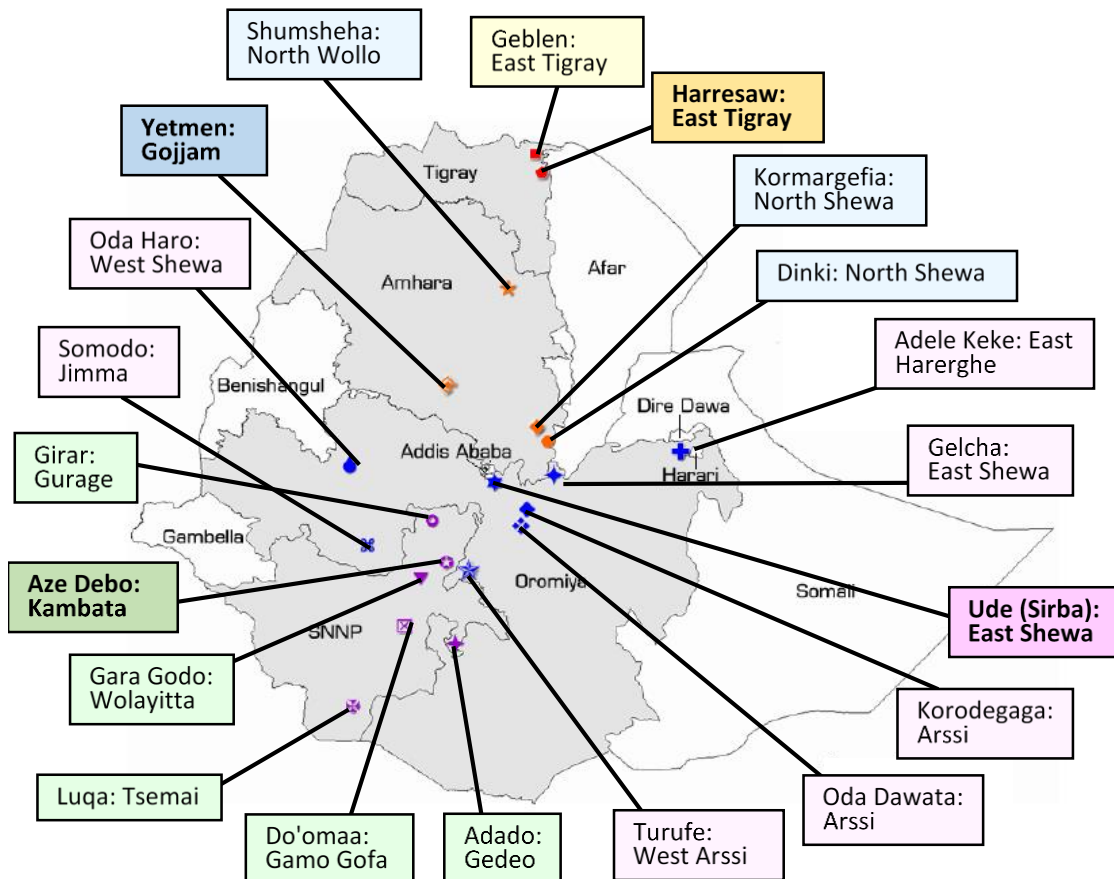 Shumsheha:
North Wollo
Geblen:
East Tigray
Harresaw:
East Tigray
Yetmen:
Gojjam
Tigray
Kormargefia:
North Shewa
Oda Haro:
West Shewa
Amhara
Afar
Dinki: North Shewa
Somodo:
Jimma
Adele Keke: East
Harerghe
Benishangul
Dire Dawa
Girar:
Gurage
Addis Ababa
Harari
Gelcha:
East Shewa
Gambella
Aze Debo:
Kambata
Oromiya
Somali
Ude (Sirba):
East Shewa
SNNP
Gara Godo:
Wolayitta
Korodegaga:
Arssi
Luqa: Tsemai
Oda Dawata:
Arssi
Do'omaa:
Gamo Gofa
Adado:
Gedeo
Turufe:
West Arssi